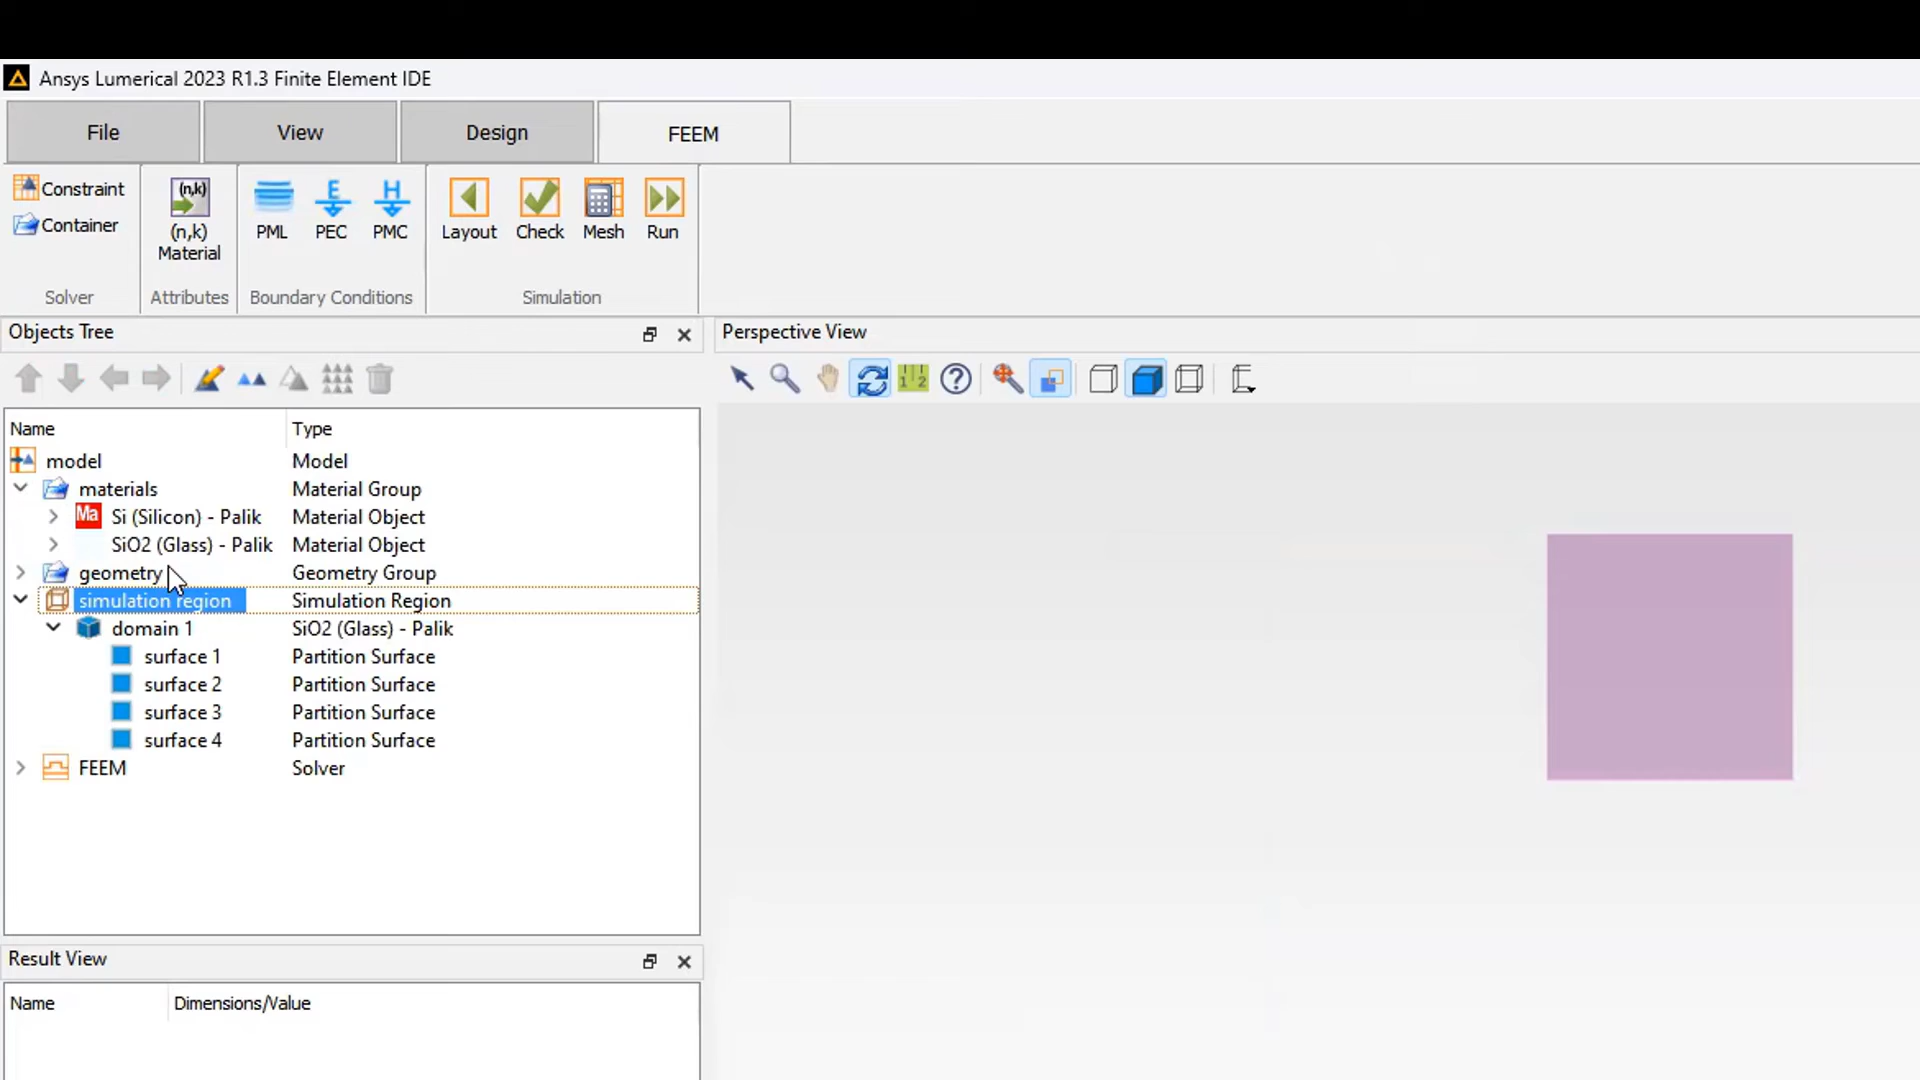 Ansys Lumerical 2023 R1.3 Finite Element IDE
File View Design FEEM
Constraint
Container
(n,k)
(n,k)
Material
E
H
PML PEC PMC
Layout Check Mesh Run
Solver Attributes Boundary Conditions Simulation
Objects Tree
Perspective View
1 2
Name Type
model Model
materials Material Group
Ma Si (Silicon) - Palik Material Object
SiO2 (Glass) - Palik Material Object
geometry Geometry Group
simulation region Simulation Region
domain 1 SiO2 (Glass) - Palik
surface 1 Partition Surface
surface 2 Partition Surface
surface 3 Partition Surface
surface 4 Partition Surface
FEEM Solver
Result View
Name Dimensions/Value